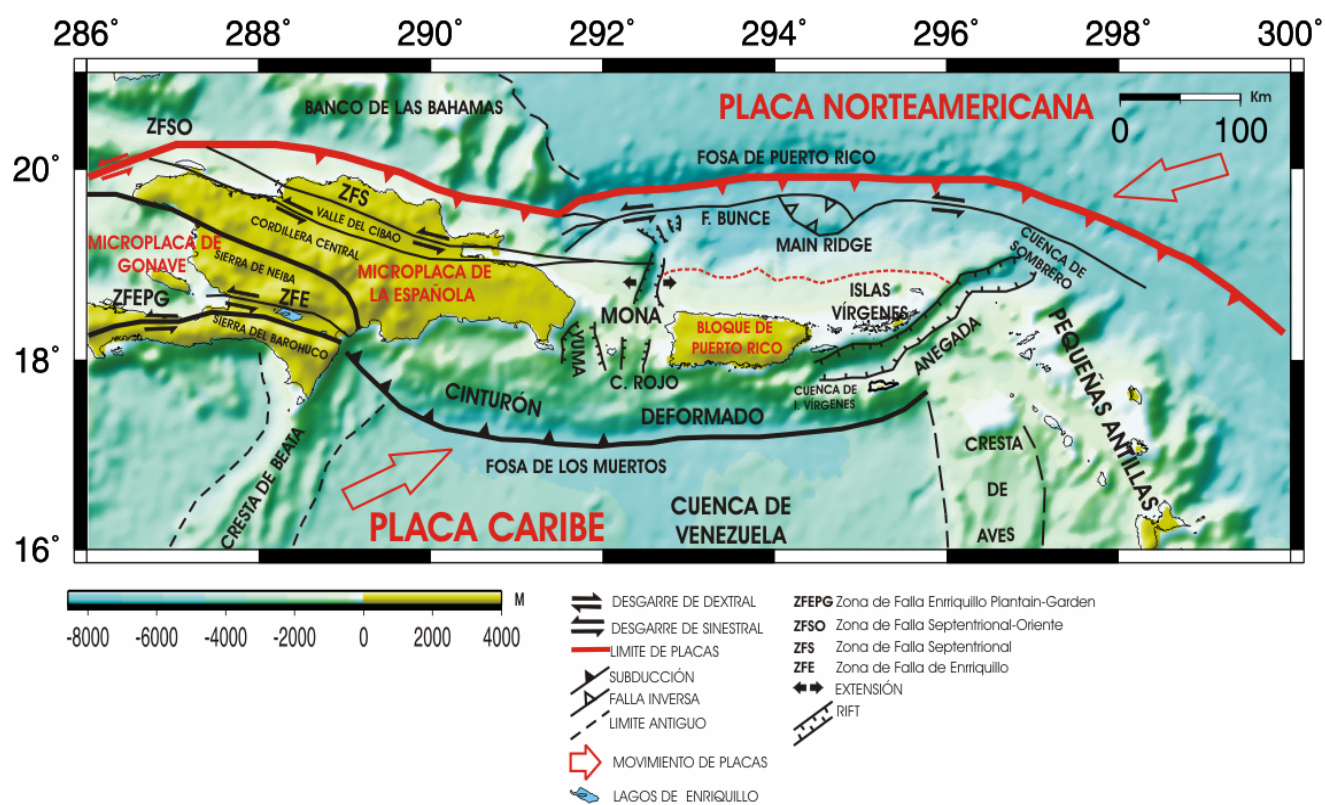 286° 288° 290° 292° 294° 296° 298° 300°
20°
18°
16°
BANCO DE LAS BAHAMAS
PLACA NORTEAMERICANA
Km
0 100
ZFSO
FOSA DE PUERTO RICO
ZFS
VALLE DEL CIBAO
CORDILLERA CENTRAL
F. BUNCE
MAIN RIDGE
CUENCA DE
SOMBRERO
MICROPLACA DE
GONAVE
SIERRA DE NEIBA
MICROPLACA DE
LA ESPAÑOLA
ZFEPG
ZFE
SIERRA DEL BAROHUCO
MONA
ISLAS
VÍRGENES
BLOQUE DE
PUERTO RICO
YUMA
C. ROJO
ANEGADA
CUENCA DE
I. VÍRGENES
PEQUEÑAS ANTILLAS
CINTURÓN
DEFORMADO
FOSA DE LOS MUERTOS
CRESTA DE BEATA
PLACA CARIBE
CUENCA DE
VENEZUELA
CRESTA
DE
AVES
M
-8000 -6000 -4000 -2000 0 2000 4000
DESGARRE DE DEXTRAL
DESGARRE DE SINESTRAL
LIMITE DE PLACAS
SUBDUCCIÓN
FALLA INVERSA
LIMITE ANTIGUO
MOVIMIENTO DE PLACAS
LAGOS DE ENRIQUILLO
ZFEPG Zona de Falla Enrriquillo Plantain-Garden
ZFSO Zona de Falla Septentrional-Oriente
ZFS Zona de Falla Septentrional
ZFE Zona de Falla de Enrriquillo
EXTENSIÓN
RIFT